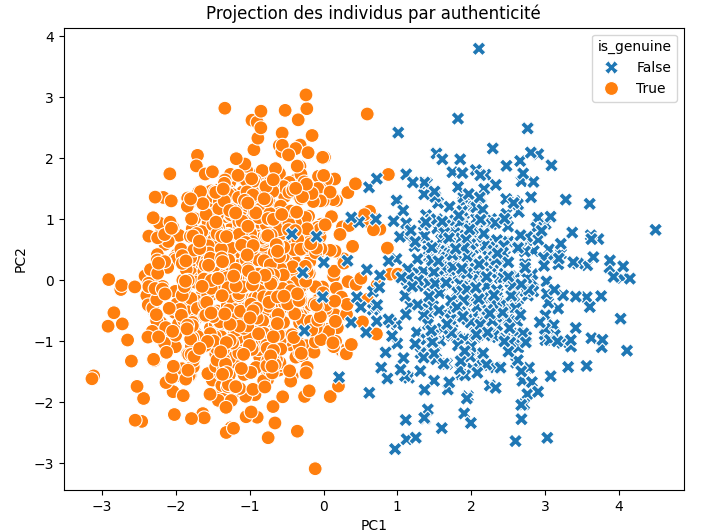 Projection des individus par authenticité
is_genuine
False
True
4
3
2
1
0
−1
−2
−3
PC2
−3
−2
−1
0
1
2
3
4
PC1